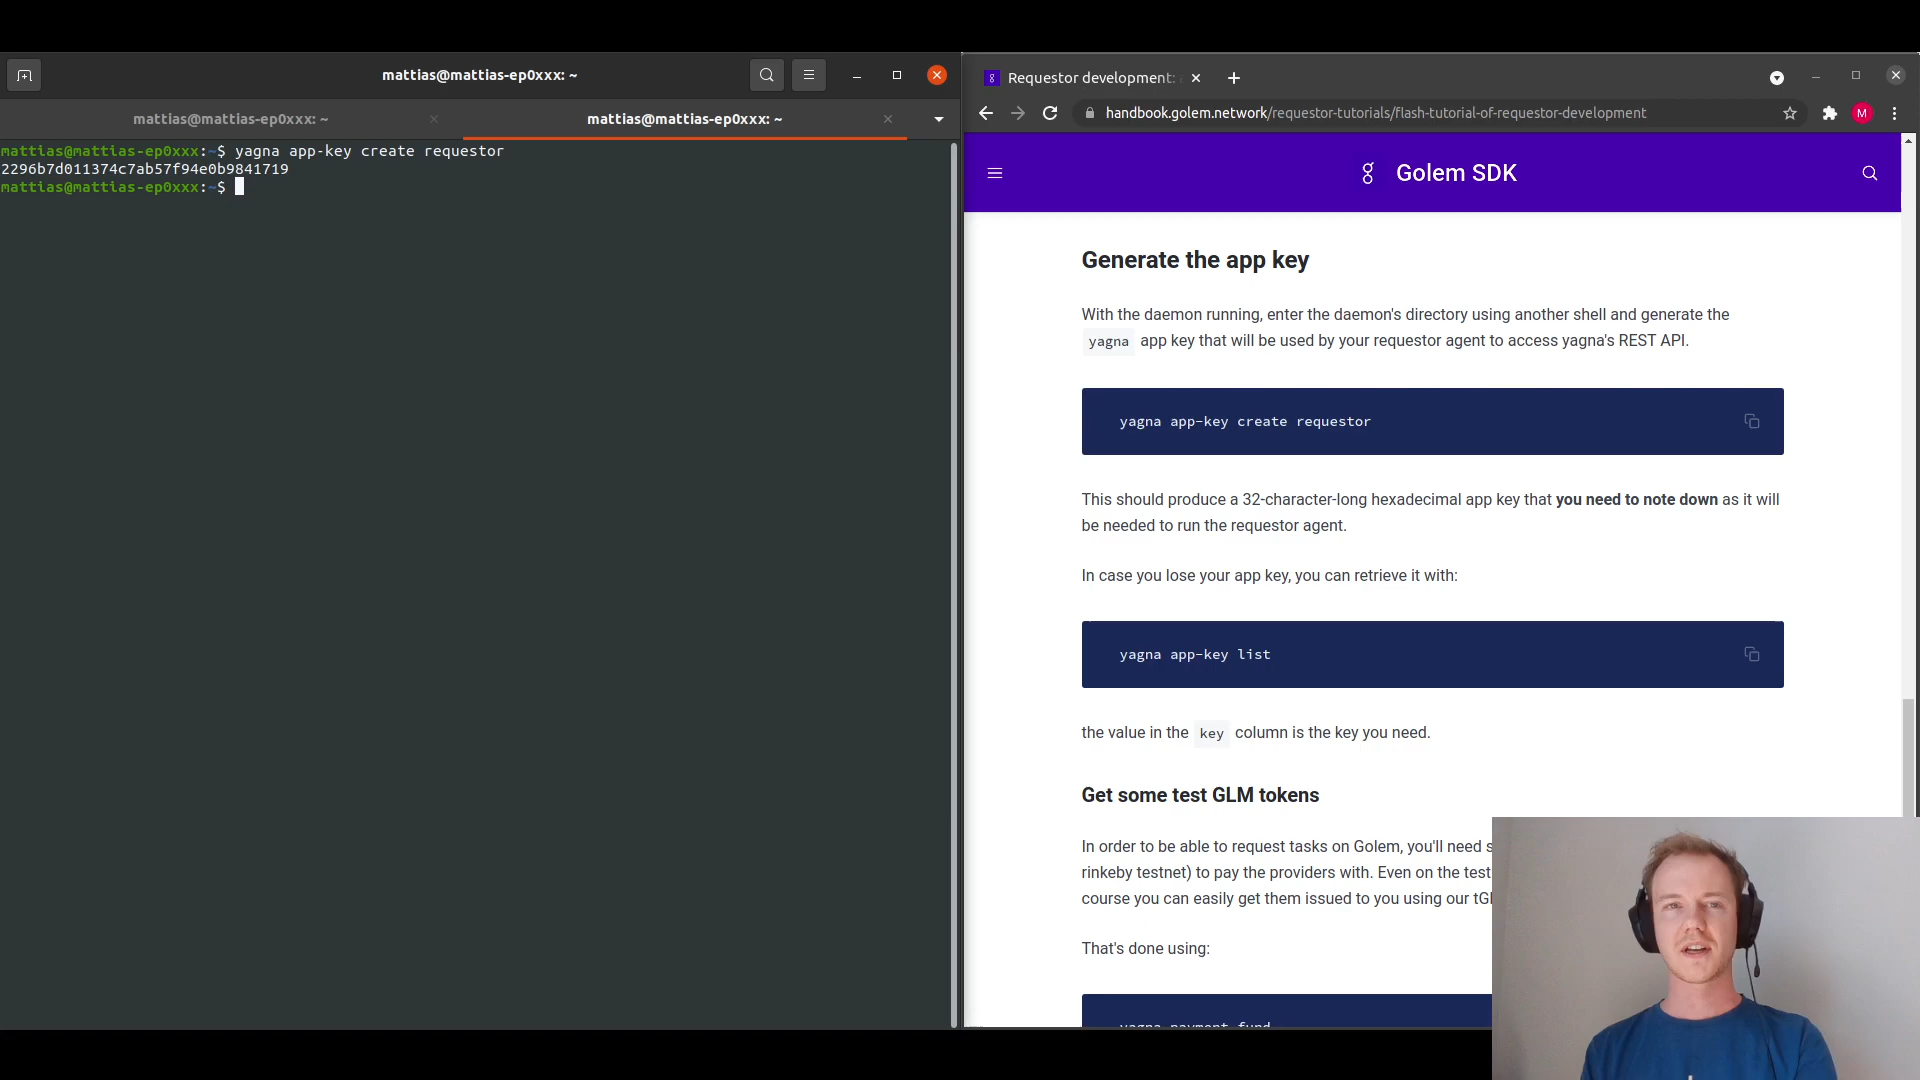 mattias@mattias-ep0xxx: ~
mattias@mattias-ep0xxx: ~
mattias@mattias-ep0xxx: ~
mattias@mattias-ep0xxx:~$ yagna app-key create requestor
2296b7d011374c7ab57f94e0b9841719
mattias@mattias-ep0xxx:~$
Requestor development:
handbook.golem.network/requestor-tutorials/flash-tutorial-of-requestor-development
M
Golem SDK
Generate the app key
With the daemon running, enter the daemon's directory using another shell and generate the
yagna app key that will be used by your requestor agent to access yagna's REST API.
yagna app-key create requestor
This should produce a 32-character-long hexadecimal app key that you need to note down as it will
be needed to run the requestor agent.
In case you lose your app key, you can retrieve it with:
yagna app-key list
the value in the key column is the key you need.
Get some test GLM tokens
In order to be able to request tasks on Golem, you'll need
rinkeby testnet) to pay the providers with. Even on the test
course you can easily get them issued to you using our
That's done using:
yagna payment fund